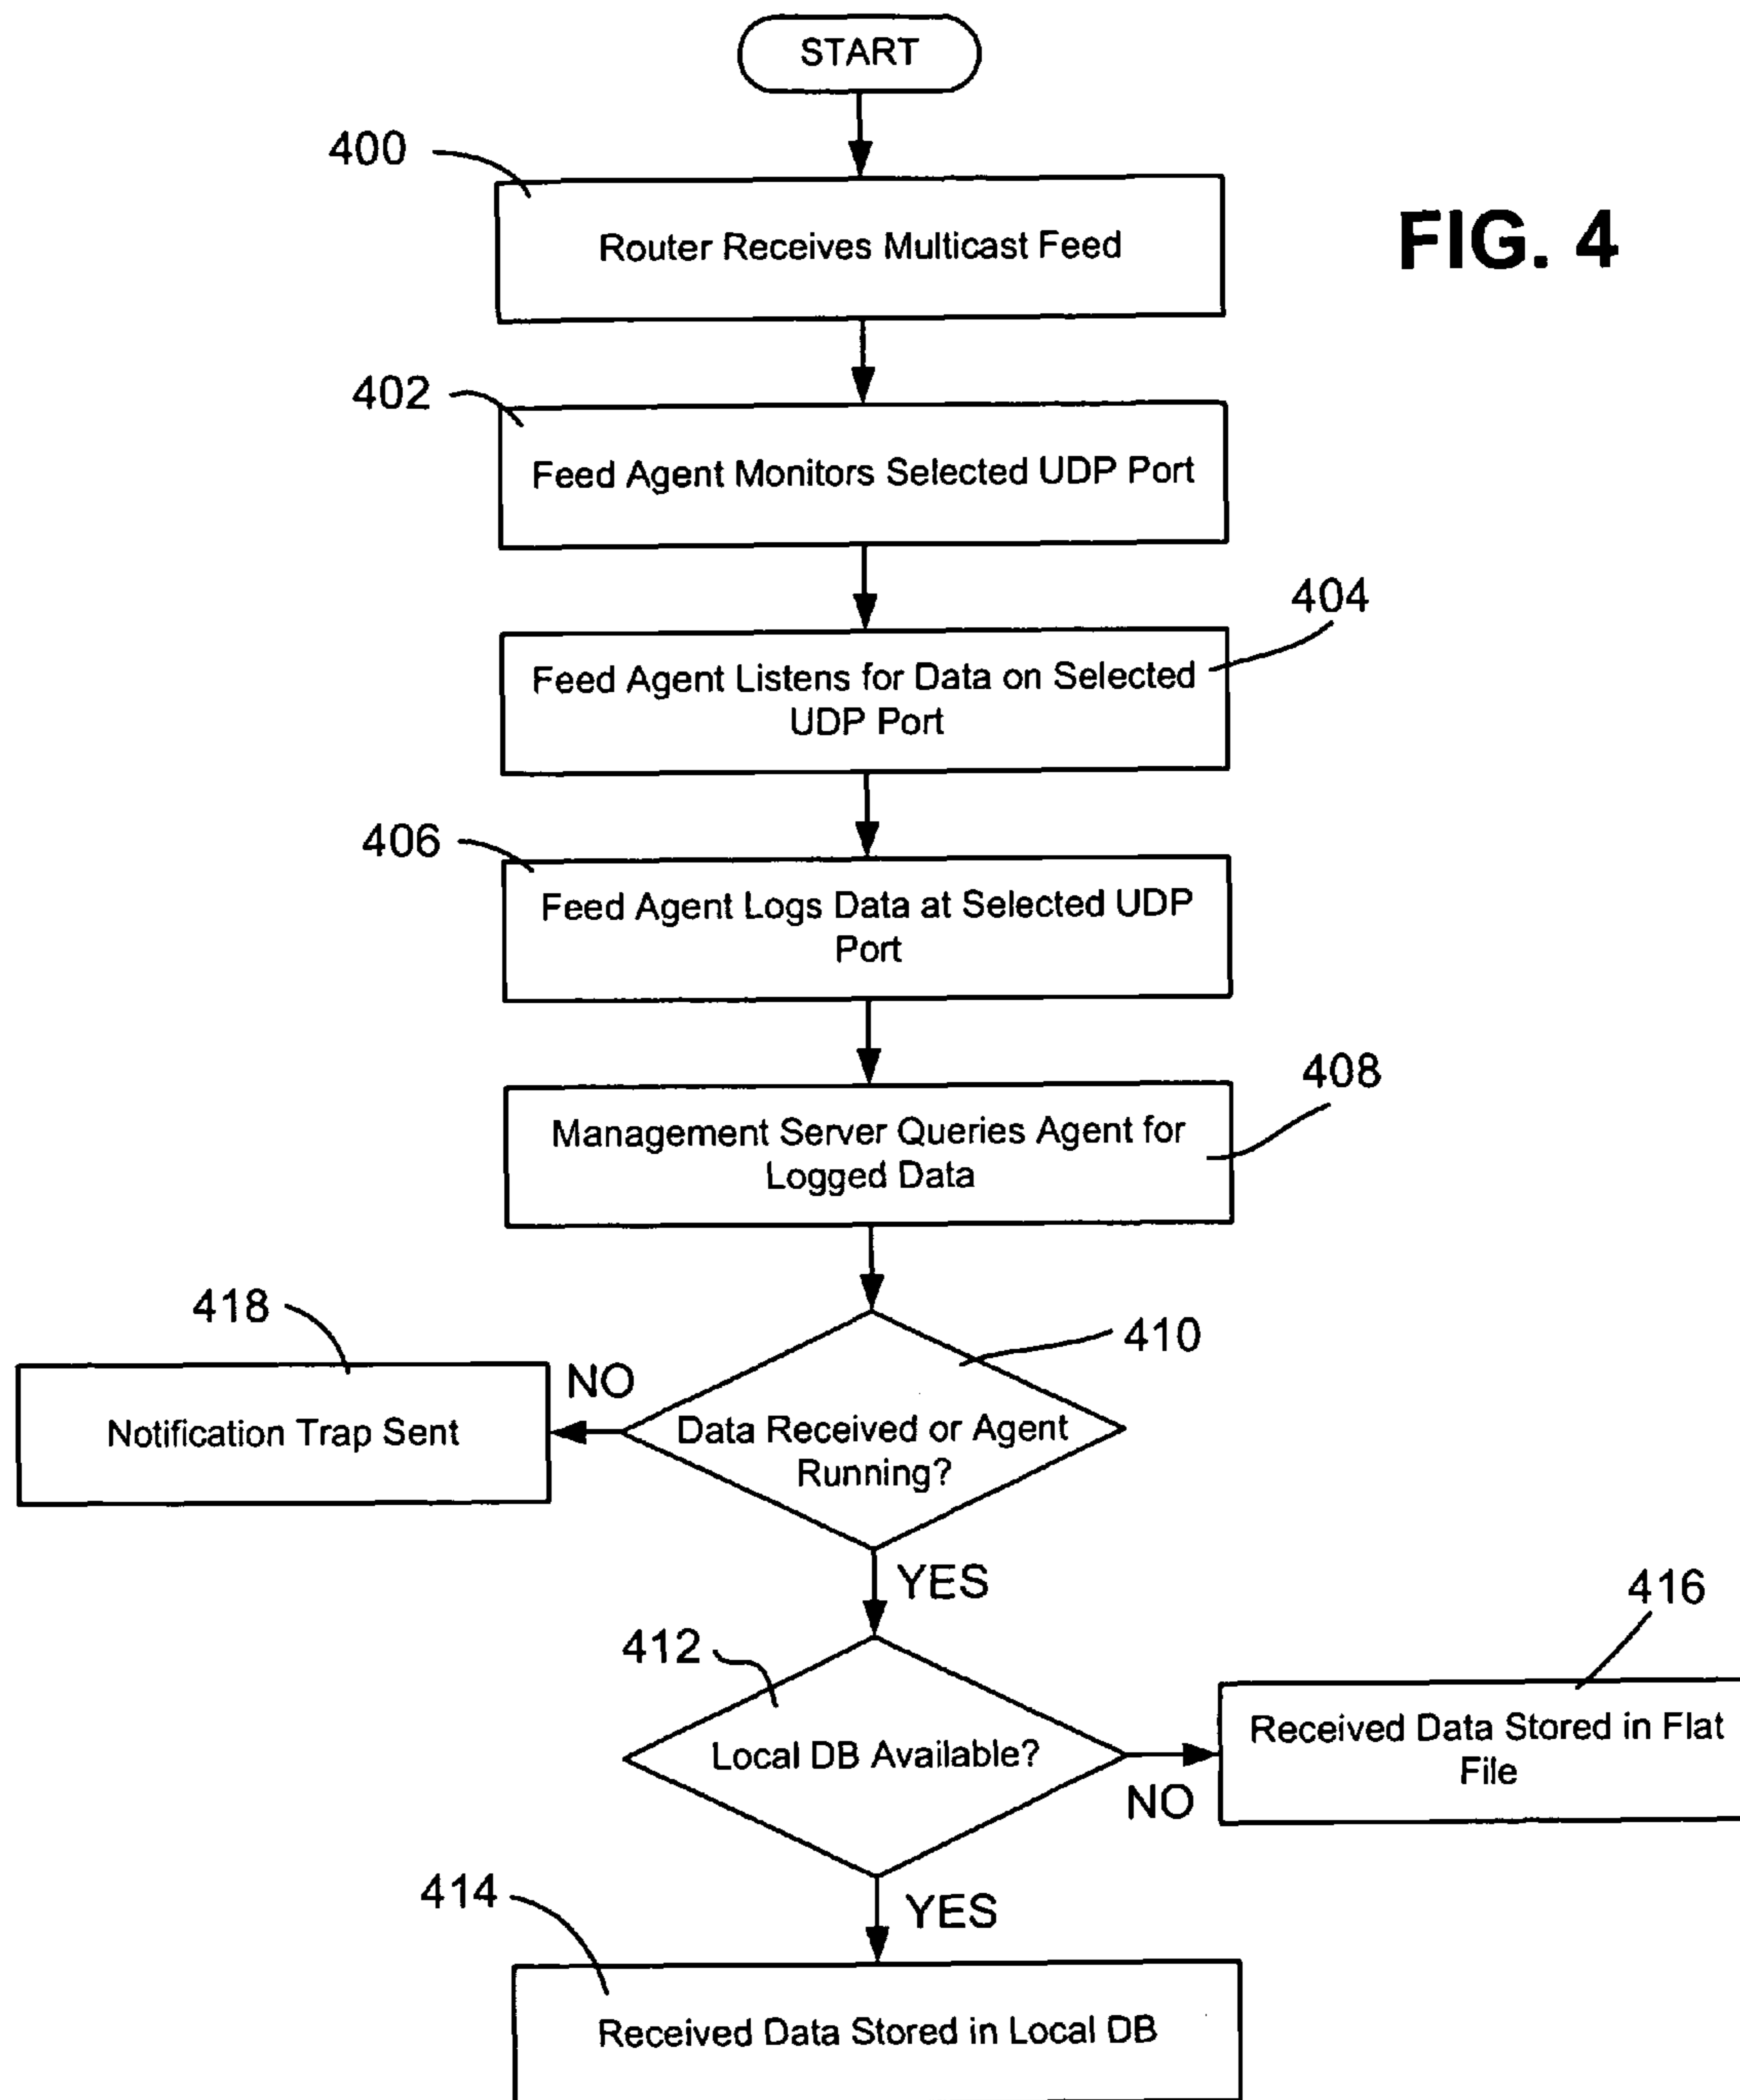 START
400
Router Receives Multicast Feed
FIG. 4
402
Feed Agent Monitors Selected UDP Port
404
Feed Agent Listens for Data on Selected
UDP Port
406
Feed Agent Logs Data at Selected UDP
Port
408
Management Server Queries Agent for
Logged Data
418
410
NO
Notification Trap Sent
Data Received or Agent
Running?
YES
416
412
Received Data Stored in Flat
File
Local DB Available?
NO
414
YES
Received Data Stored in Local DB